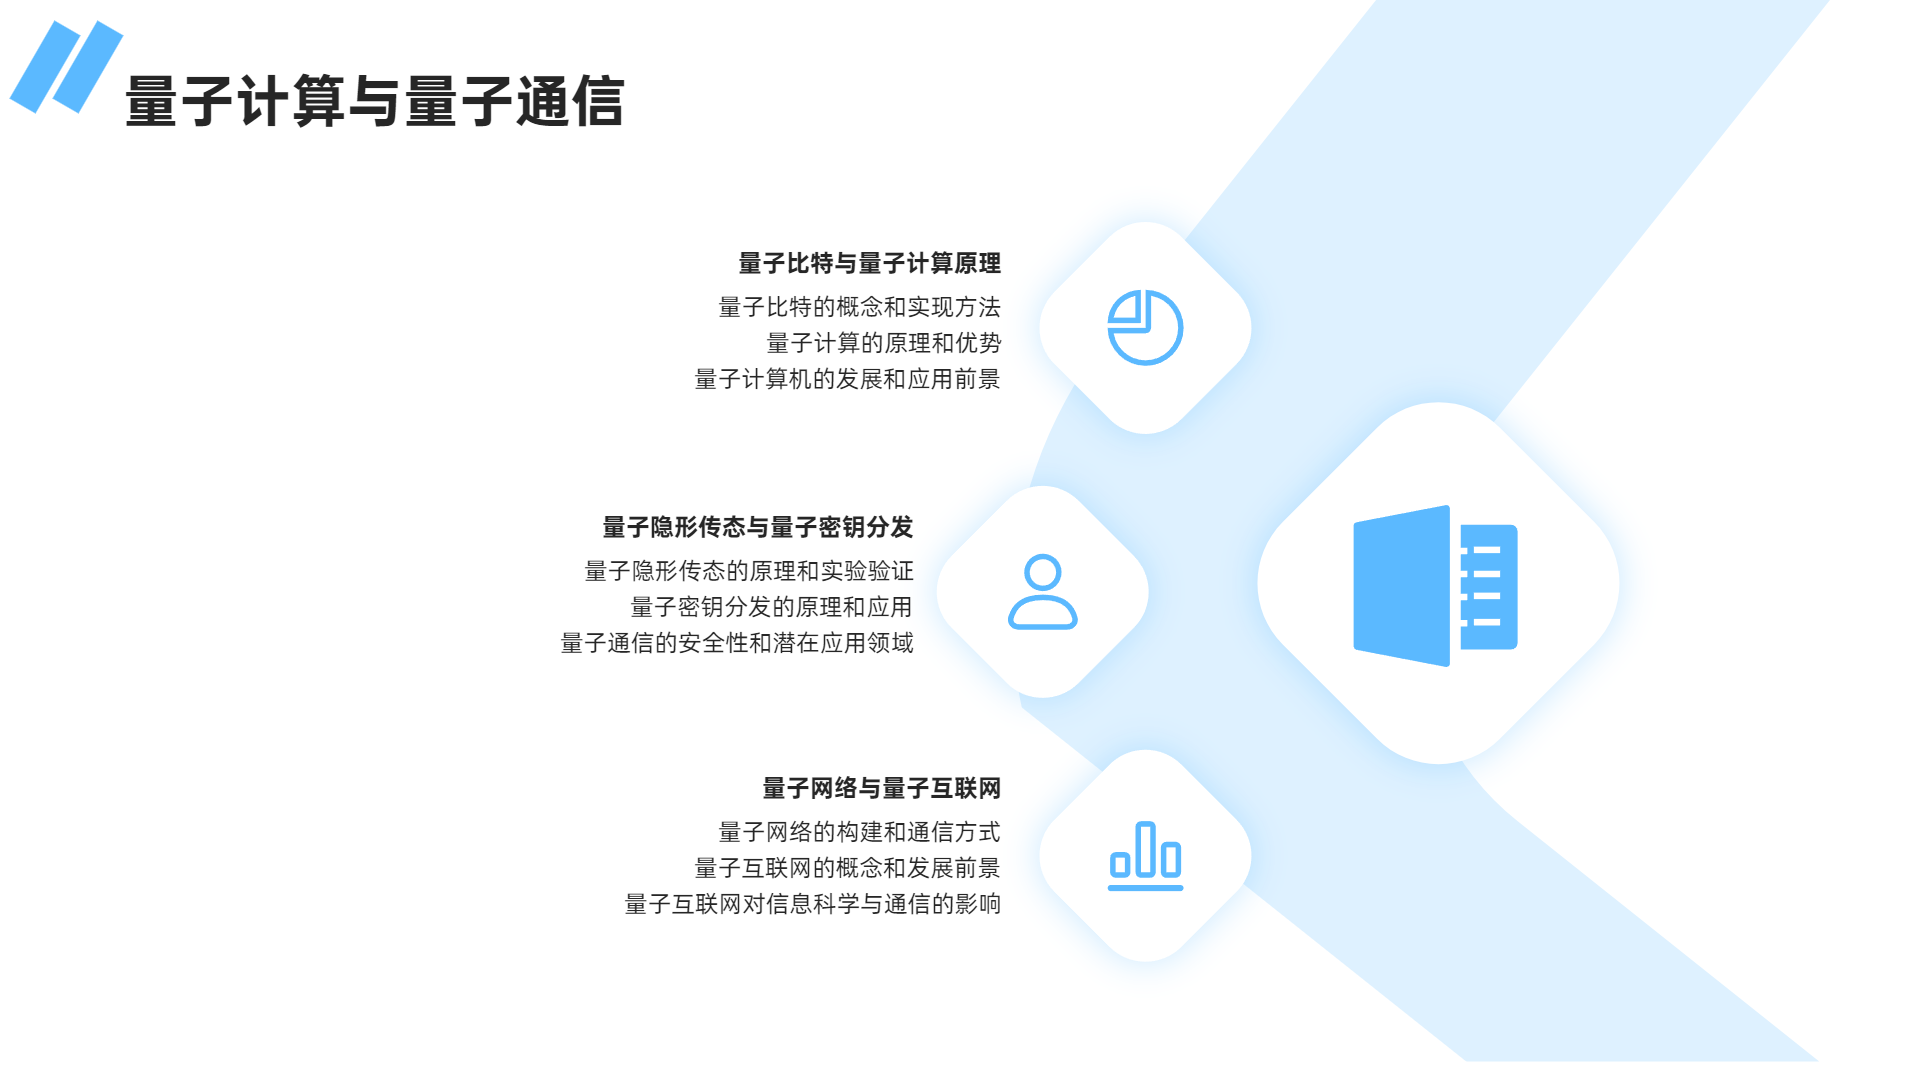 量子计算与量子通信
量子比特与量子计算原理
量子比特的概念和实现方法
量子计算的原理和优势
量子计算机的发展和应用前景
量子隐形传态与量子密钥分发
量子隐形传态的原理和实验验证
量子密钥分发的原理和应用
量子通信的安全性和潜在应用领域
量子网络与量子互联网
量子网络的构建和通信方式
量子互联网的概念和发展前景
量子互联网对信息科学与通信的影响